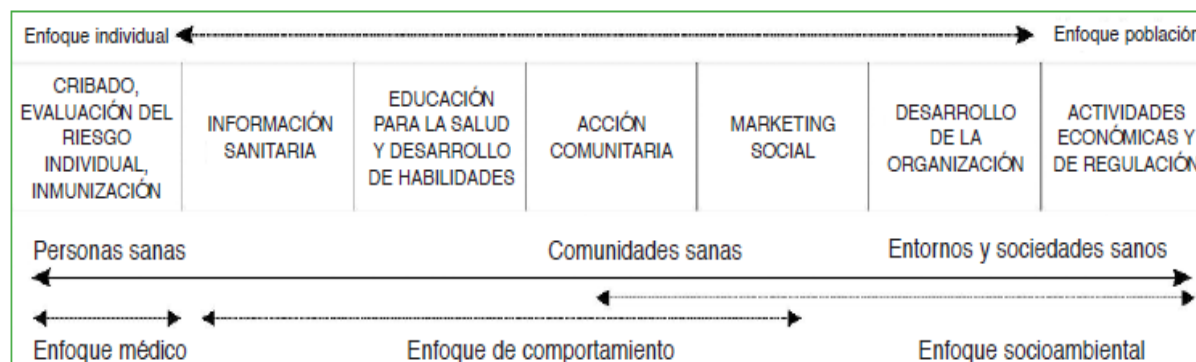 Enfoque individual
Enfoque población
CRIBADO,
EVALUACIÓN DEL
RIESGO
INDIVIDUAL,
INMUNIZACIÓN
INFORMACIÓN
SANITARIA
EDUCACIÓN
PARA LA SALUD
Y DESARROLLO
DE HABILIDADES
ACCIÓN
COMUNITARIA
MARKETING
SOCIAL
DESARROLLO
DE LA
ORGANIZACIÓN
ACTIVIDADES
ECONÓMICAS Y
DE REGULACIÓN
Personas sanas
Comunidades sanas
Entornos y sociedades sanos
Enfoque médico
Enfoque de comportamiento
Enfoque socioambiental